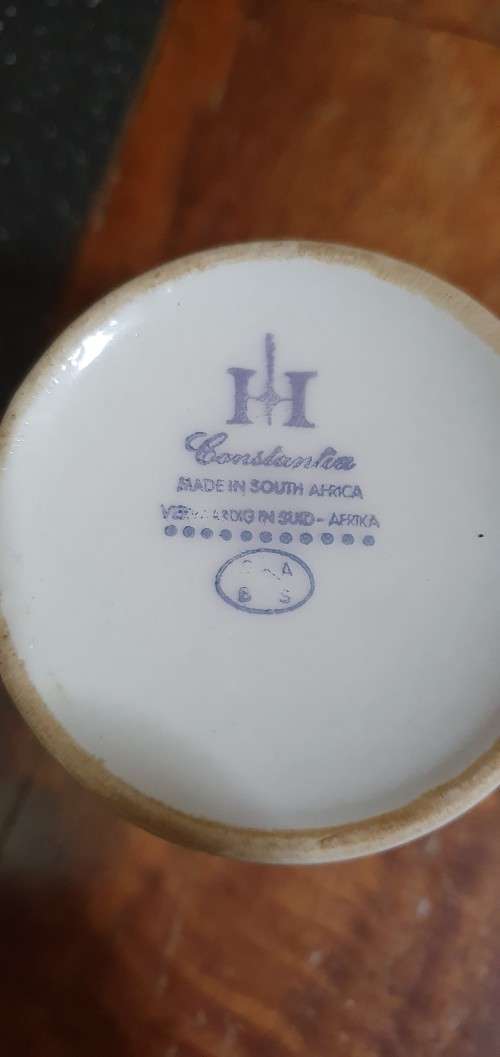 H
Constantia
MADE IN SOUTH AFRICA
IN SUID-AFRIKA
A
B S